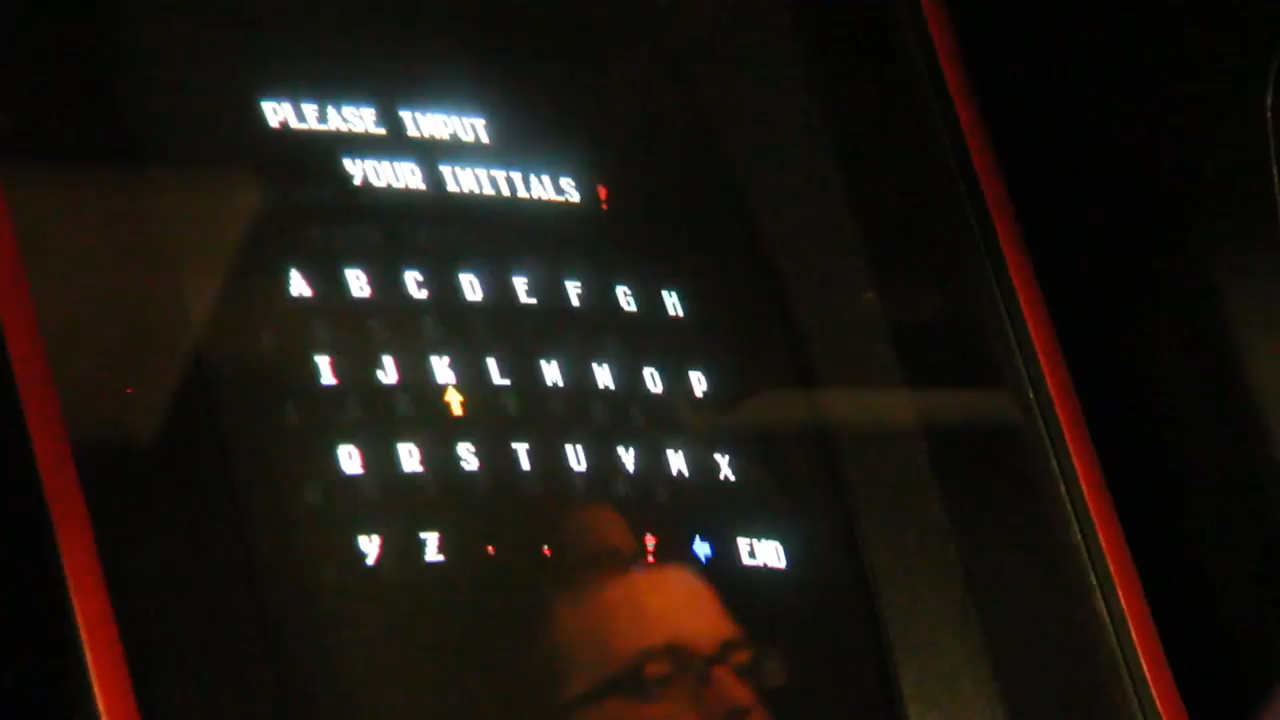 PLEASE INPUT
YOUR INITIALS !
A B C D E F G H
I J K L M N O P
Q R S T U V W X
Y Z . , ! ← END